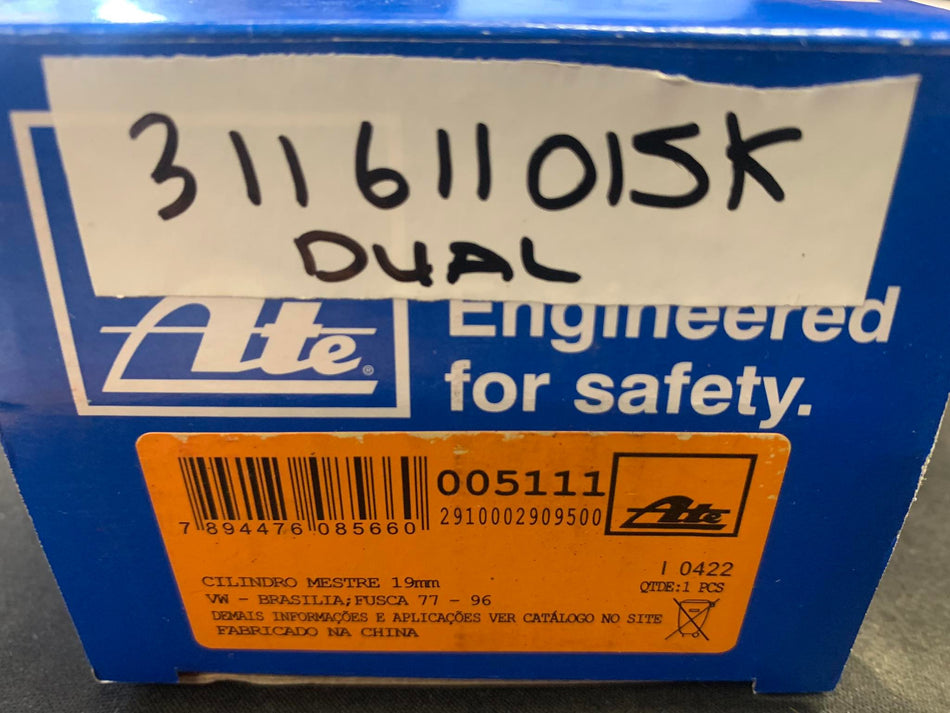 311611015K
DUAL
Ate®
Engineered
for safety.
005111
2910002909500
7 894476 085660
Ate
I 0422
QTDE:1 PCS
CILINDRO MESTRE 19mm
VW - BRASILIA;FUSCA 77 - 96
DEMAIS INFORMAÇÕES E APLICAÇÕES VER CATÁLOGO NO SITE
FABRICADO NA CHINA